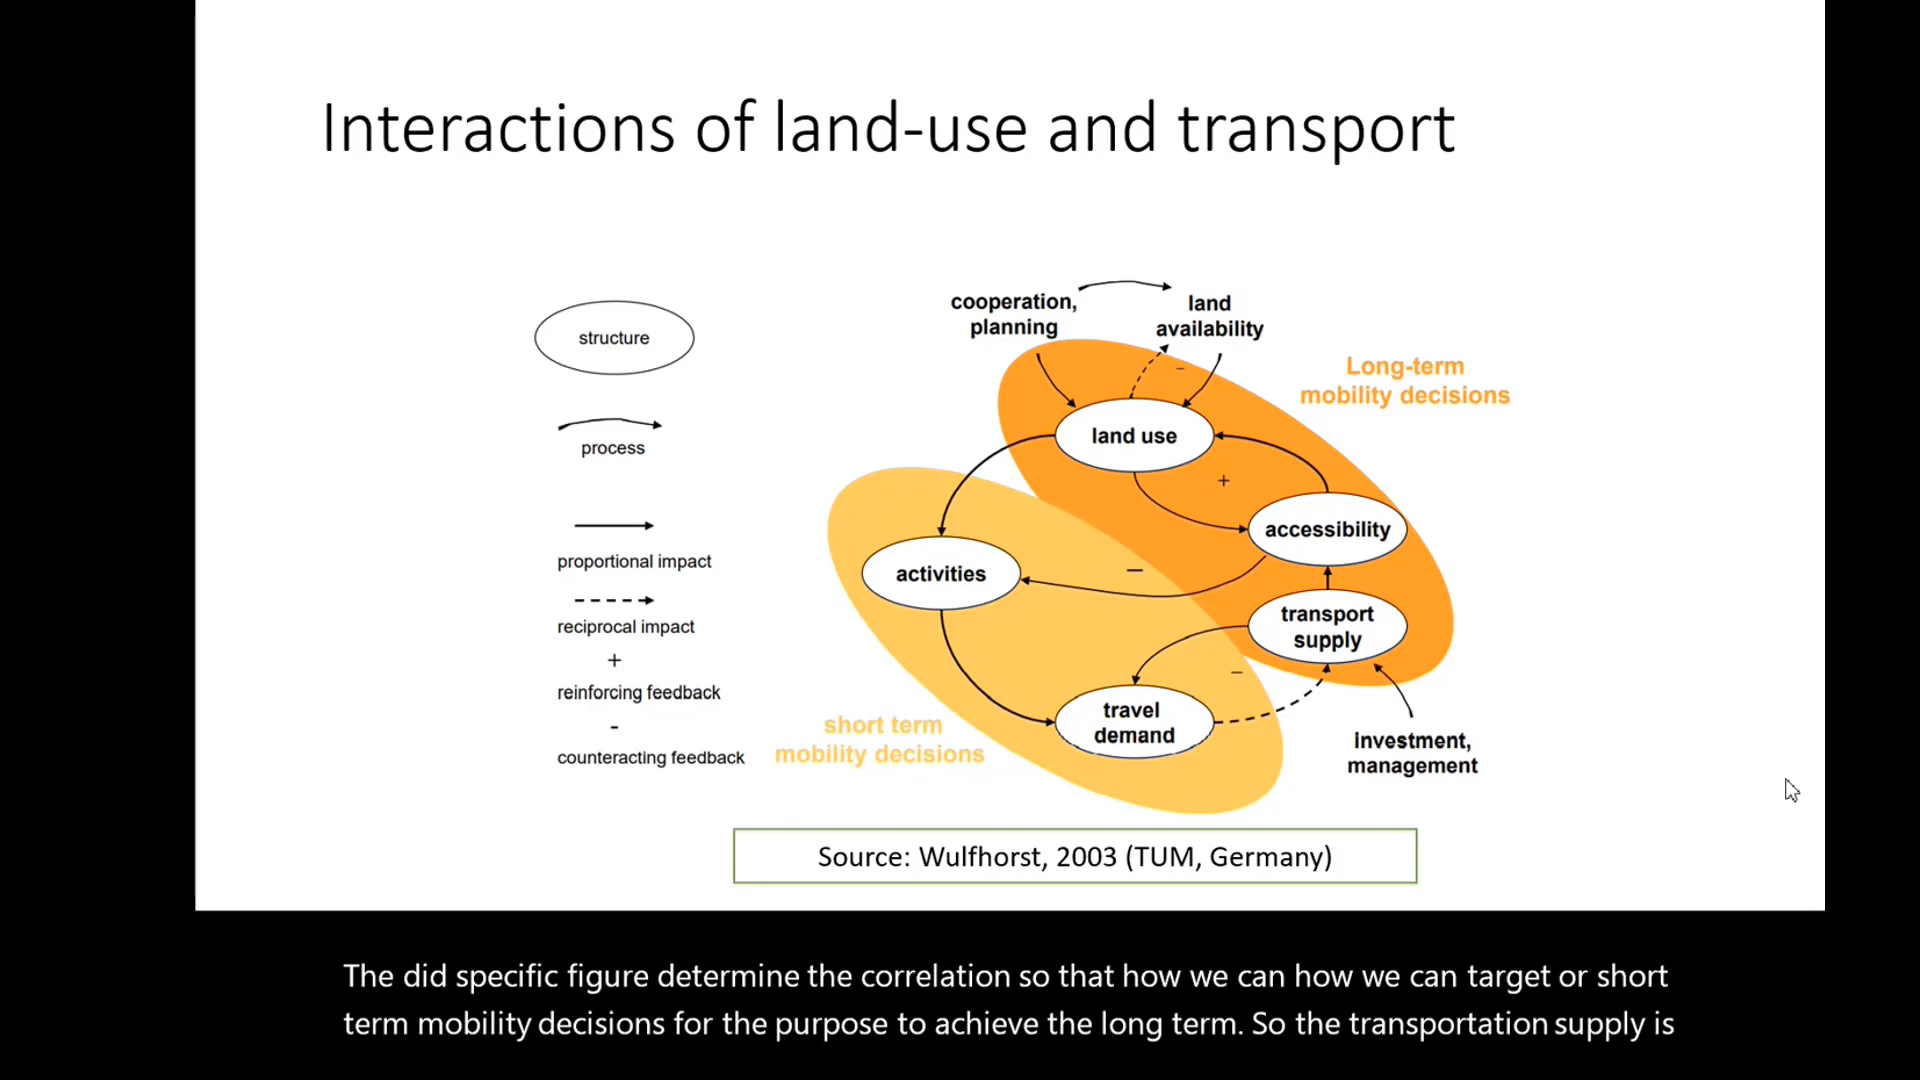 Interactions of land-use and transport
structure
process
proportional impact
reciprocal impact
+
reinforcing feedback
-
counteracting feedback
cooperation,
planning
land
availability
Long-term
mobility decisions
-
land use
+
accessibility
activities
–
transport
supply
–
travel
demand
short term
mobility decisions
investment,
management
Source: Wulfhorst, 2003 (TUM, Germany)
The did specific figure determine the correlation so that how we can how we can target or short
term mobility decisions for the purpose to achieve the long term. So the transportation supply is